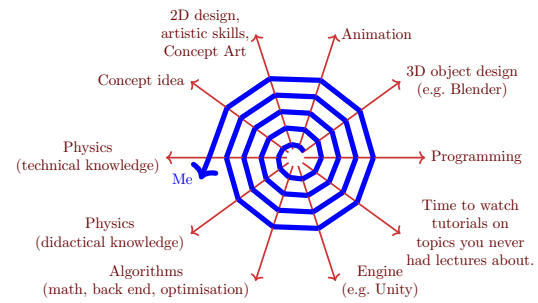 2D design,
artistic skills,
Concept Art
Animation
Concept idea
3D object design
(e.g. Blender)
Physics
(technical knowledge)
Programming
Me
Physics
(didactical knowledge)
Time to watch
tutorials on
topics you never
had lectures about.
Algorithms
(math, back end, optimisation)
Engine
(e.g. Unity)